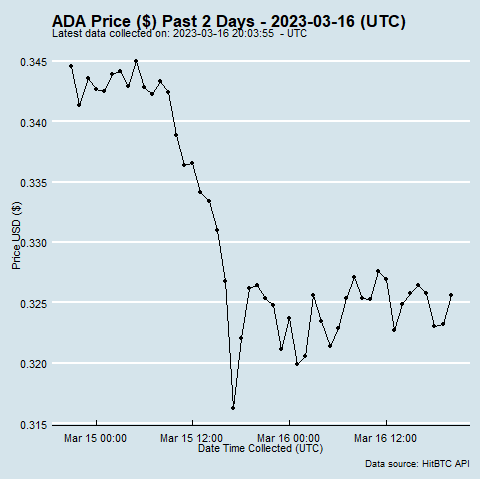 ADA Price ($) Past 2 Days - 2023-03-16 (UTC)
Latest data collected on: 2023-03-16 20:03:55 - UTC
0.345
0.340
0.335
0.330
0.325
0.320
0.315
Price USD ($)
Mar 15 00:00
Mar 15 12:00
Mar 16 00:00
Mar 16 12:00
Date Time Collected (UTC)
Data source: HitBTC API